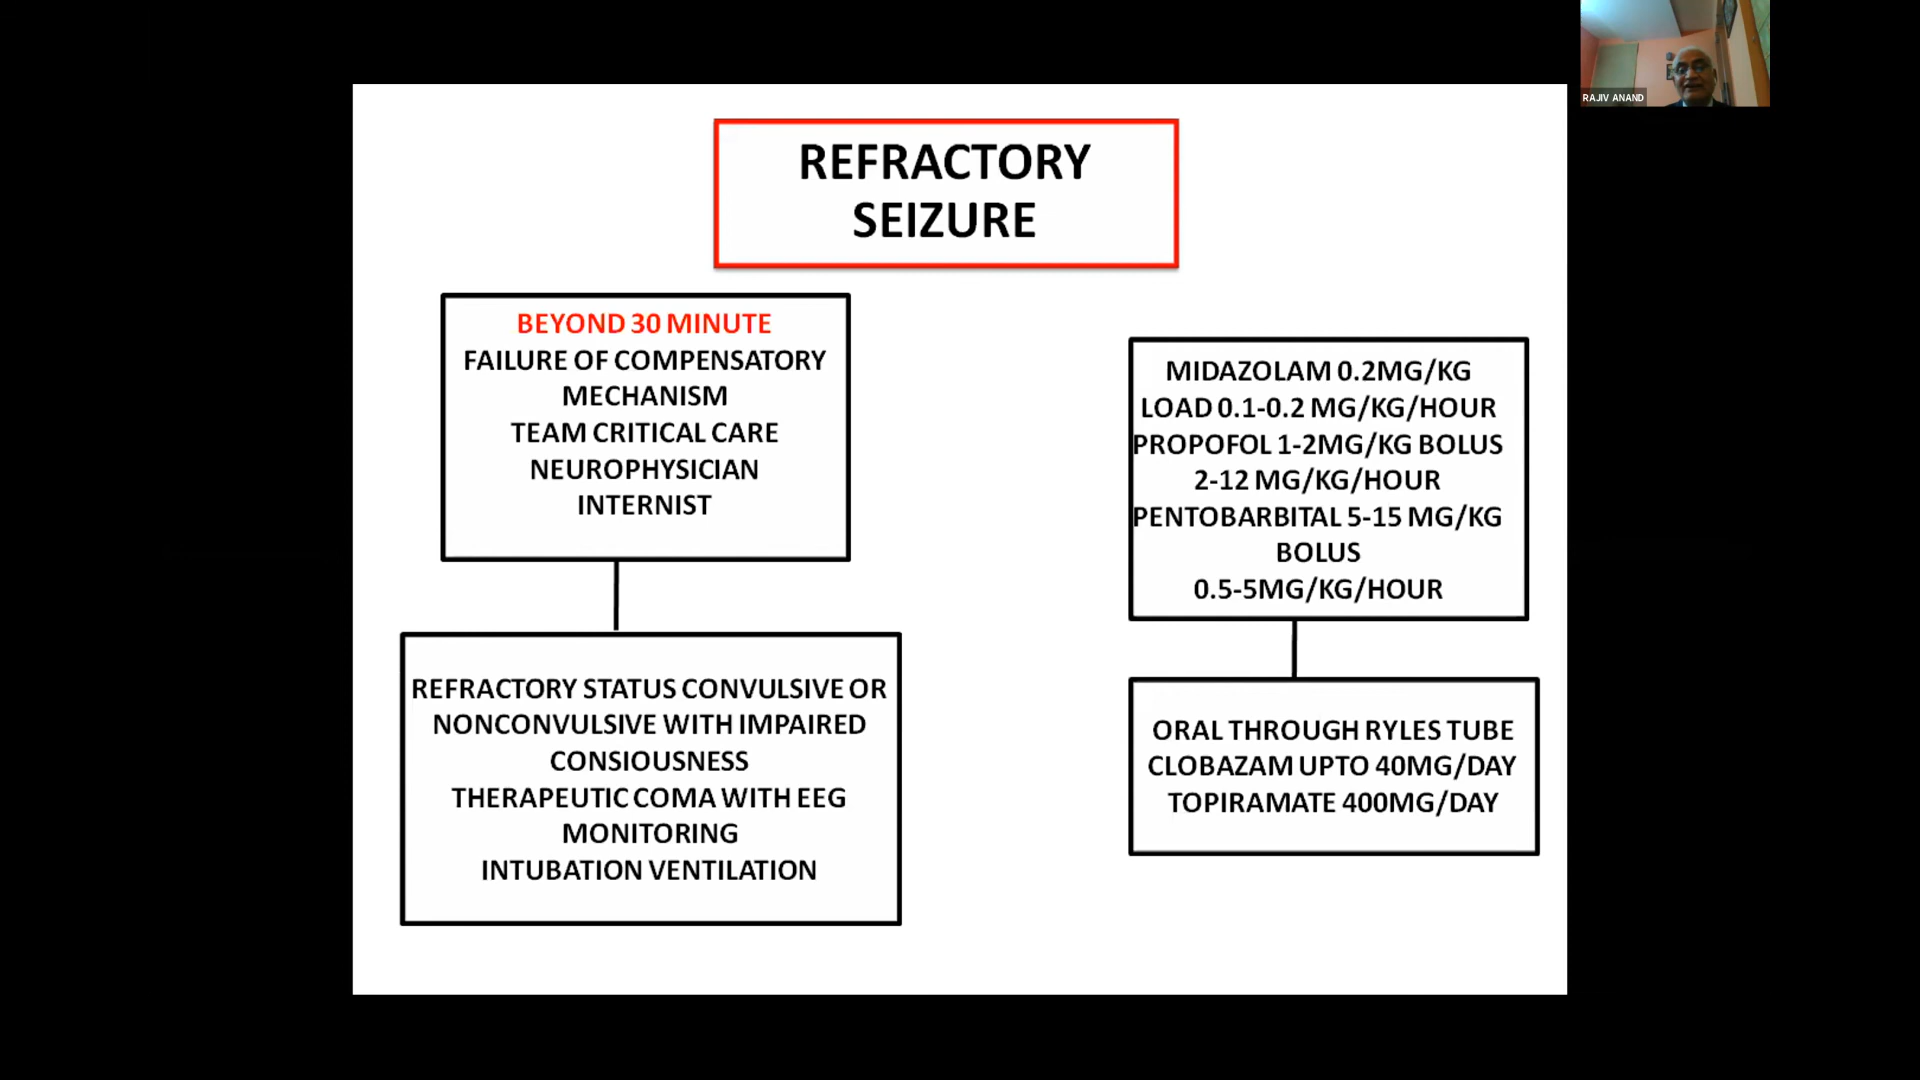 RAJIV ANAND
REFRACTORY
SEIZURE
BEYOND 30 MINUTE
FAILURE OF COMPENSATORY
MECHANISM
TEAM CRITICAL CARE
NEUROPHYSICIAN
INTERNIST
REFRACTORY STATUS CONVULSIVE OR
NONCONVULSIVE WITH IMPAIRED
CONSIOUSNESS
THERAPEUTIC COMA WITH EEG
MONITORING
INTUBATION VENTILATION
MIDAZOLAM 0.2MG/KG
LOAD 0.1-0.2 MG/KG/HOUR
PROPOFOL 1-2MG/KG BOLUS
2-12 MG/KG/HOUR
PENTOBARBITAL 5-15 MG/KG
BOLUS
0.5-5MG/KG/HOUR
ORAL THROUGH RYLES TUBE
CLOBAZAM UPTO 40MG/DAY
TOPIRAMATE 400MG/DAY